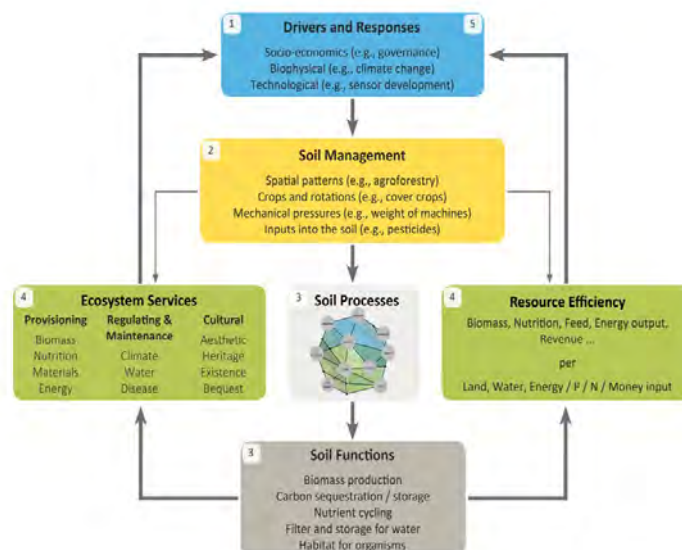 1
Drivers and Responses
5
Socio-economics (e.g., governance)
Biophysical (e.g., climate change)
Technological (e.g., sensor development)
2
Soil Management
Spatial patterns (e.g., agroforestry)
Crops and rotations (e.g., cover crops)
Mechanical pressures (e.g., weight of machines)
Inputs into the soil (e.g., pesticides)
4
Ecosystem Services
Provisioning
Biomass
Nutrition
Materials
Energy
Regulating &
Maintenance
Climate
Water
Disease
Cultural
Aesthetic
Heritage
Existence
Bequest
3
Soil Processes
4
Resource Efficiency
Biomass, Nutrition, Feed, Energy output,
Revenue ...
per
Land, Water, Energy / P / N / Money input
3
Soil Functions
Biomass production
Carbon sequestration / storage
Nutrient cycling
Filter and storage for water
Habitat for organisms